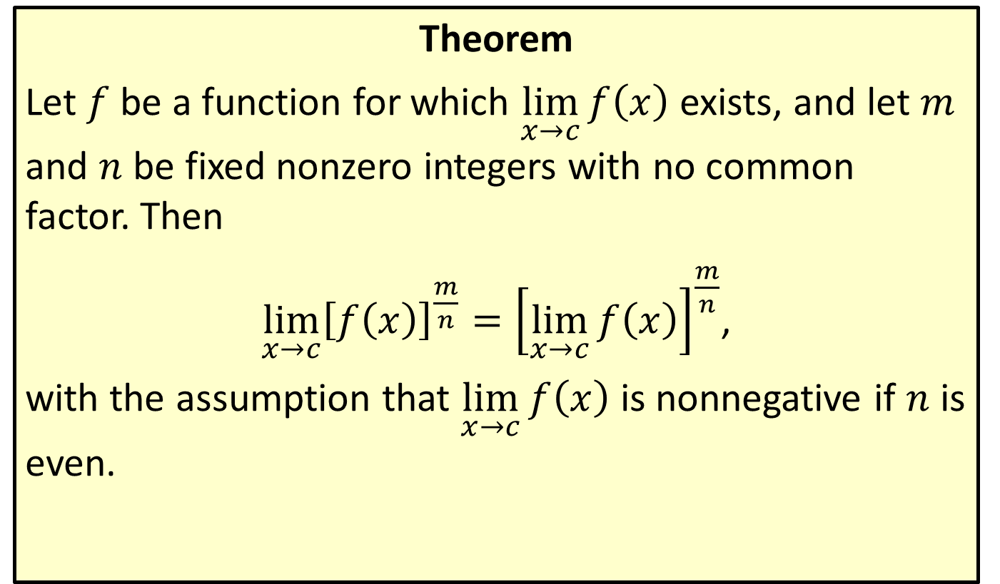 Theorem
Let $f$ be a function for which $\lim_{x \to c} f(x)$ exists, and let $m$
and $n$ be fixed nonzero integers with no common
factor. Then
$\lim_{x \to c} [f(x)]^{\frac{m}{n}} = \left[ \lim_{x \to c} f(x) \right]^{\frac{m}{n}},$
with the assumption that $\lim_{x \to c} f(x)$ is nonnegative if $n$ is
even.